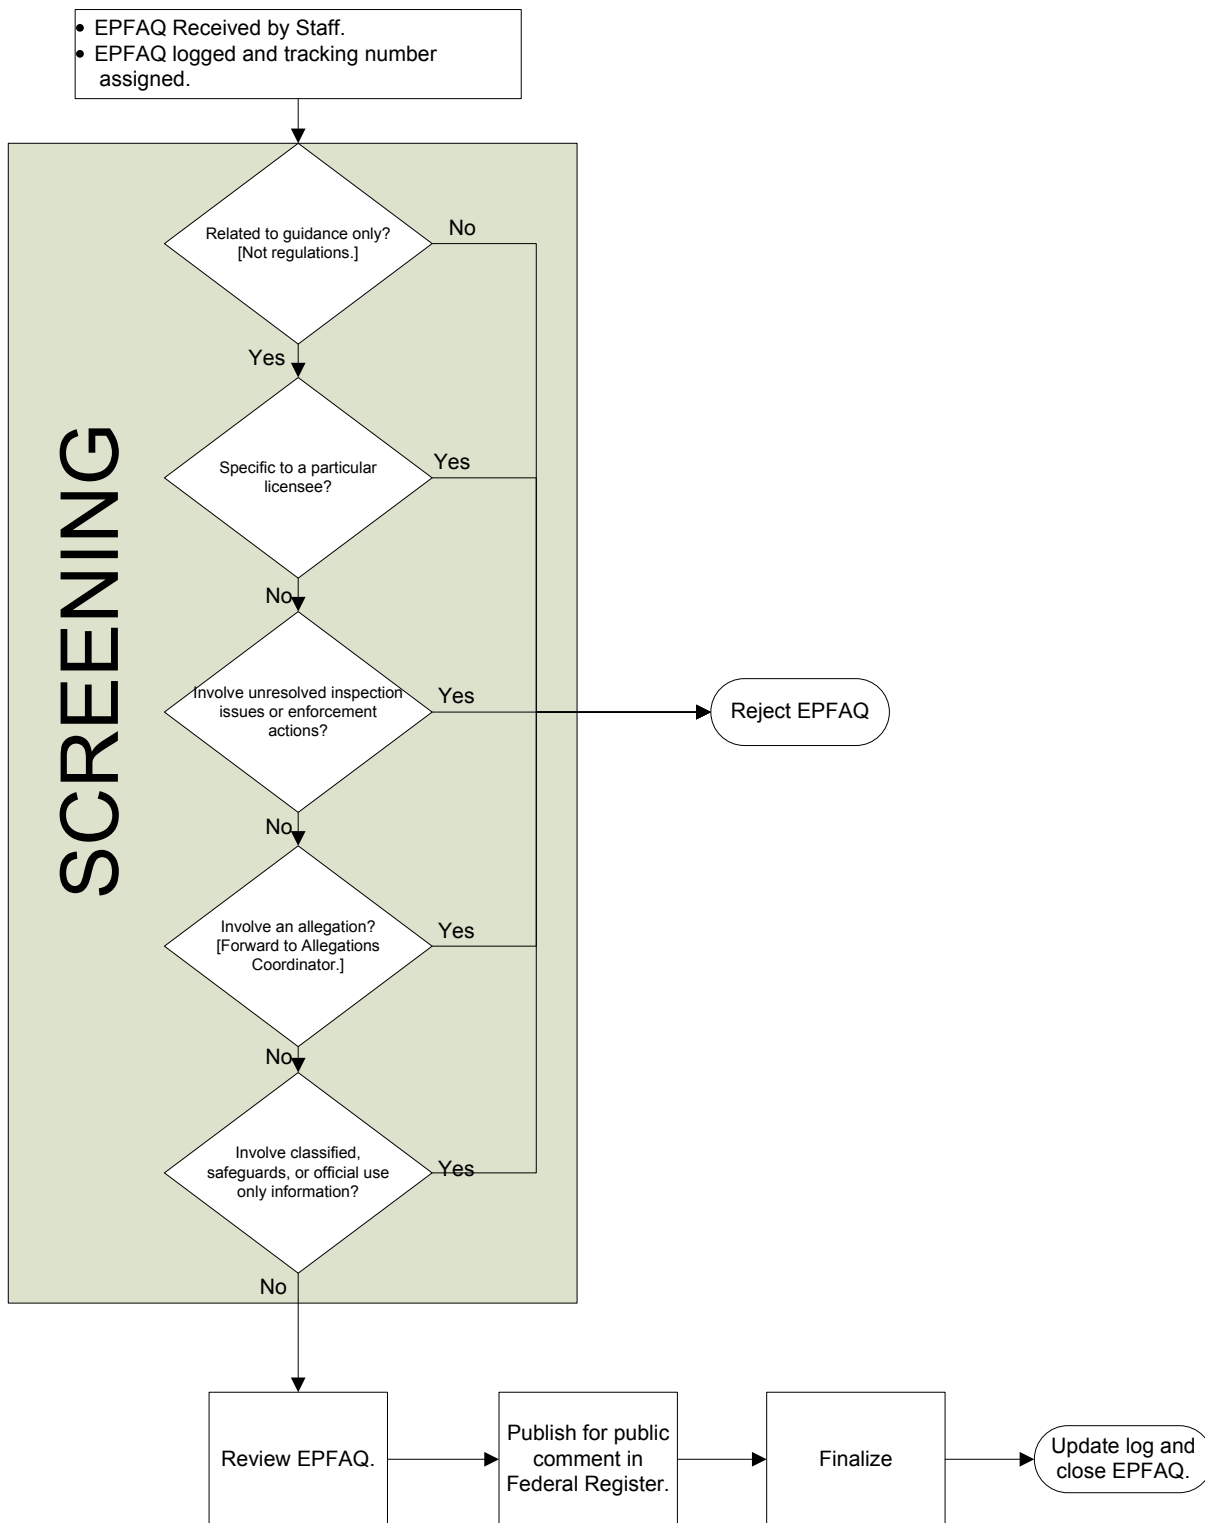 • EPFAQ Received by Staff.
• EPFAQ logged and tracking number
assigned.
SCREENING
Related to guidance only?
[Not regulations.]
No
Yes
Specific to a particular
licensee?
Yes
No
Involve unresolved inspection
issues or enforcement
actions?
Yes
Reject EPFAQ
No
Involve an allegation?
[Forward to Allegations
Coordinator.]
Yes
No
Involve classified,
safeguards, or official use
only information?
Yes
No
Review EPFAQ.
Publish for public
comment in
Federal Register.
Finalize
Update log and
close EPFAQ.